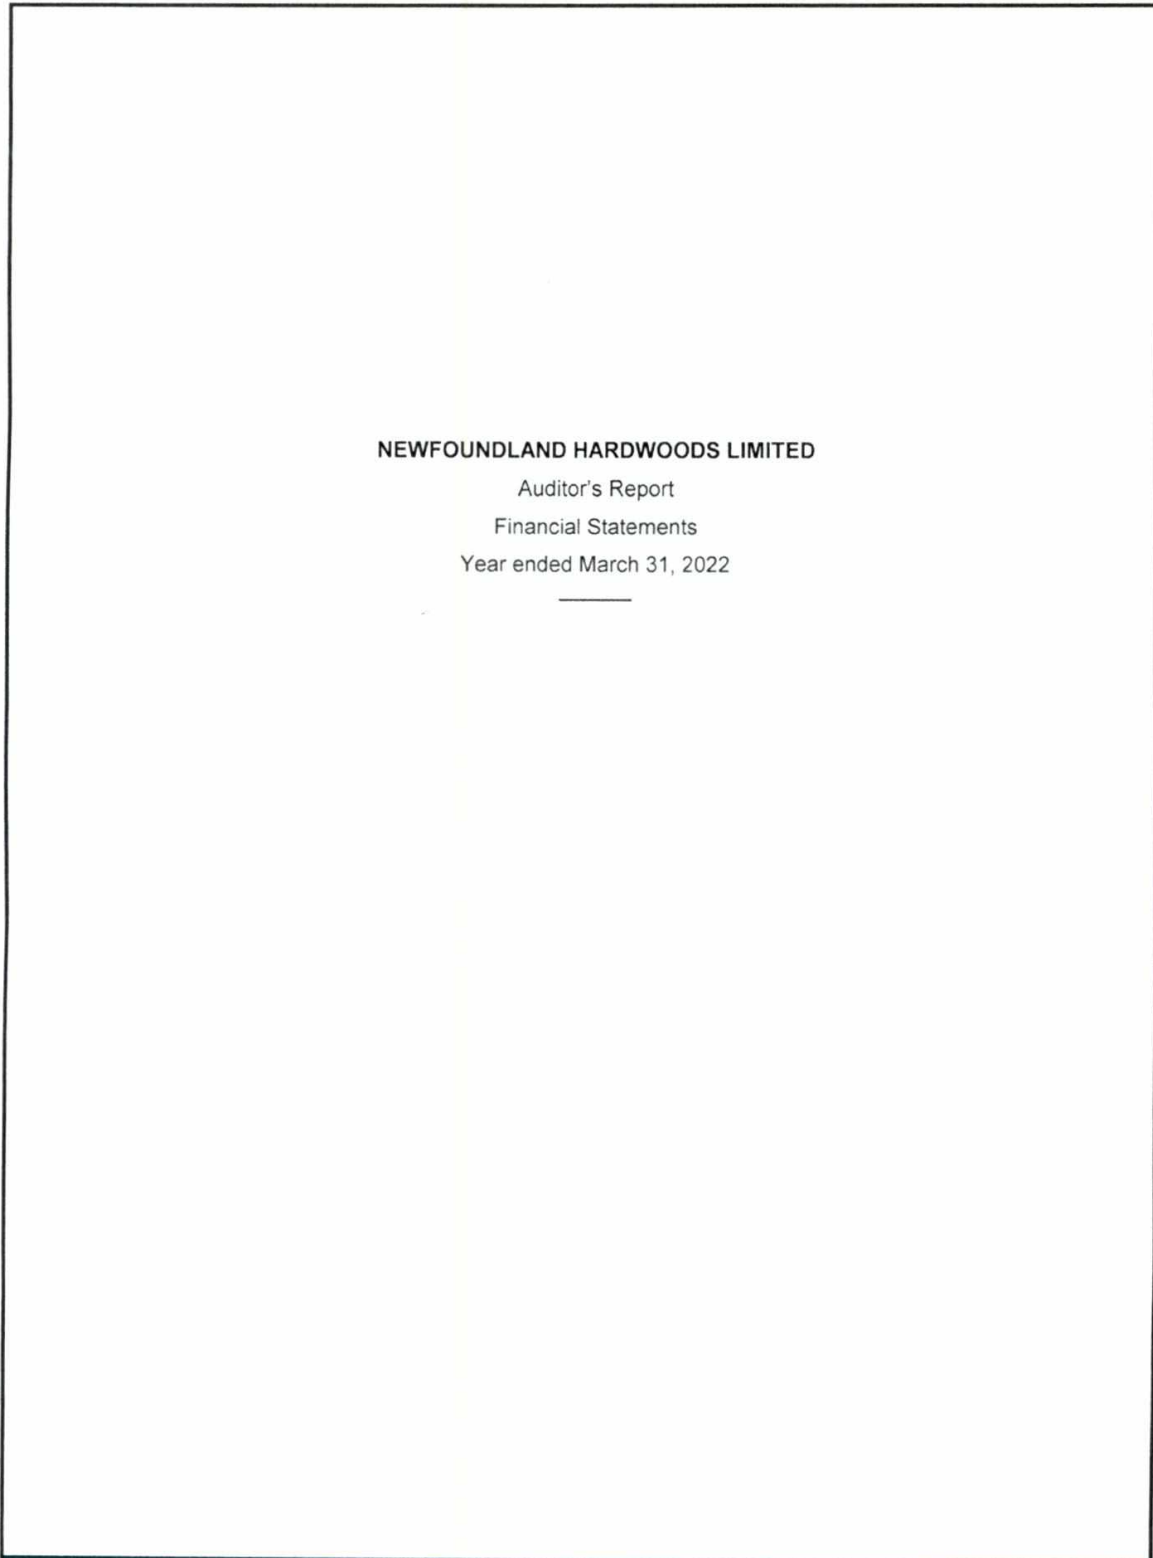 NEWFOUNDLAND HARDWOODS LIMITED
Auditor's Report
Financial Statements
Year ended March 31, 2022